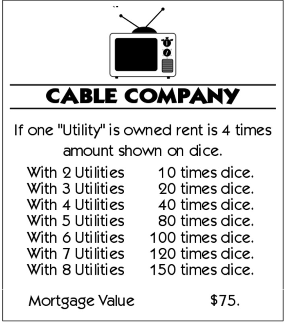 CABLE COMPANY
If one "Utility" is owned rent is 4 times
amount shown on dice.
With 2 Utilities 10 times dice.
With 3 Utilities 20 times dice.
With 4 Utilities 40 times dice.
With 5 Utilities 80 times dice.
With 6 Utilities 100 times dice.
With 7 Utilities 120 times dice.
With 8 Utilities 150 times dice.
Mortgage Value $75.